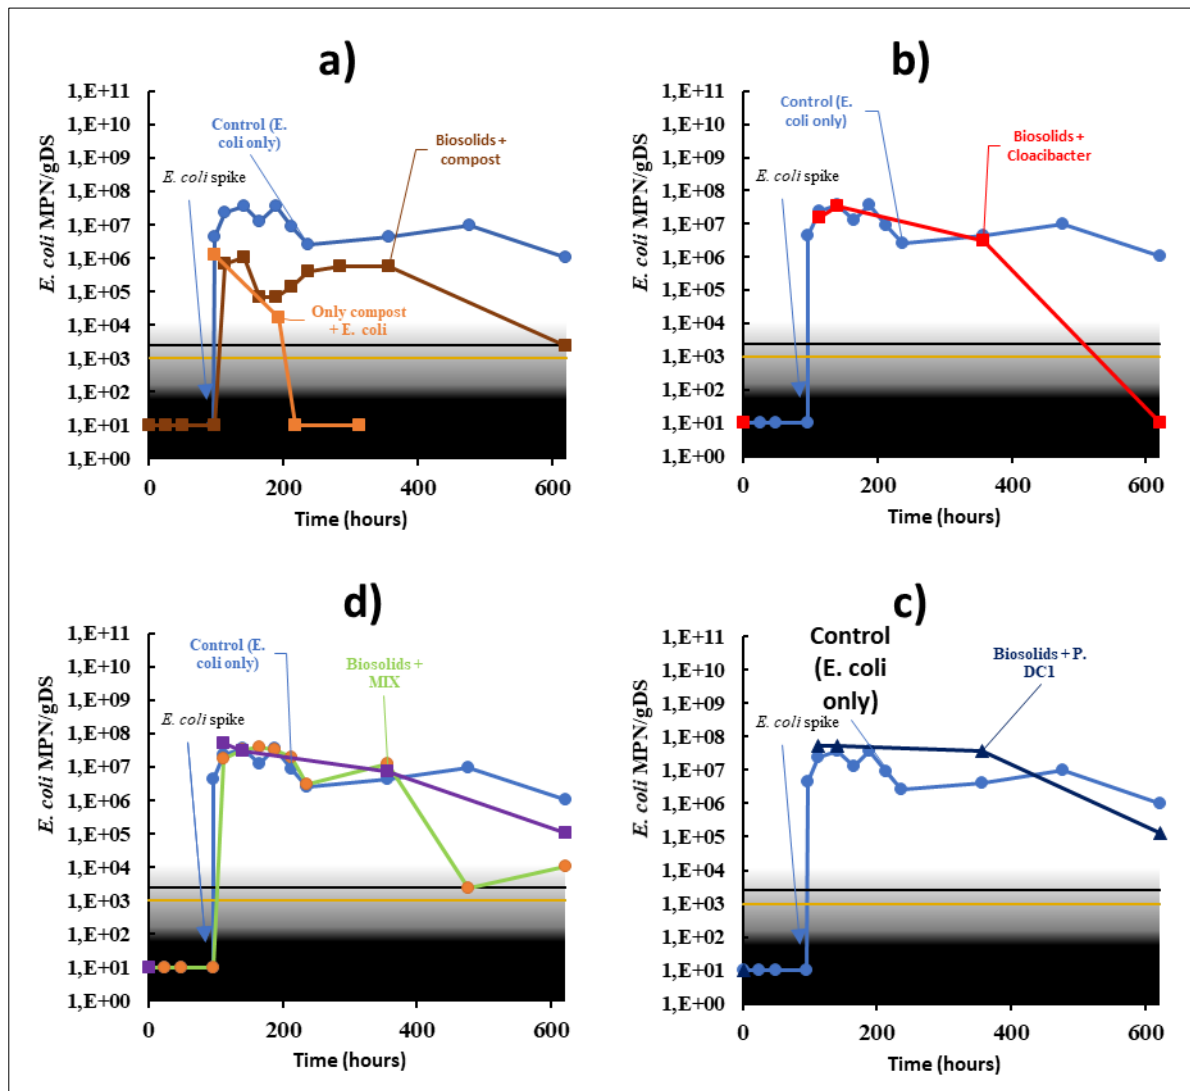 a)
1,E+11
1,E+10
1,E+09
1,E+08
1,E+07
1,E+06
1,E+05
1,E+04
1,E+03
1,E+02
1,E+01
1,E+00
E. coli MPN/gDS
Control (E.
coli only)
Biosolids +
compost
E. coli spike
Only compost
+ E. coli
0
200
400
600
Time (hours)
b)
1,E+11
1,E+10
1,E+09
1,E+08
1,E+07
1,E+06
1,E+05
1,E+04
1,E+03
1,E+02
1,E+01
1,E+00
E. coli MPN/gDS
Control (E.
coli only)
Biosolids +
Cloacibacter
E. coli spike
0
200
400
600
Time (hours)
d)
1,E+11
1,E+10
1,E+09
1,E+08
1,E+07
1,E+06
1,E+05
1,E+04
1,E+03
1,E+02
1,E+01
1,E+00
E. coli MPN/gDS
Control (E.
coli only)
Biosolids +
MIX
E. coli spike
0
200
400
600
Time (hours)
c)
1,E+11
1,E+10
1,E+09
1,E+08
1,E+07
1,E+06
1,E+05
1,E+04
1,E+03
1,E+02
1,E+01
1,E+00
E. coli MPN/gDS
Control
(E. coli
only)
Biosolids + P.
DC1
E. coli spike
0
200
400
600
Time (hours)